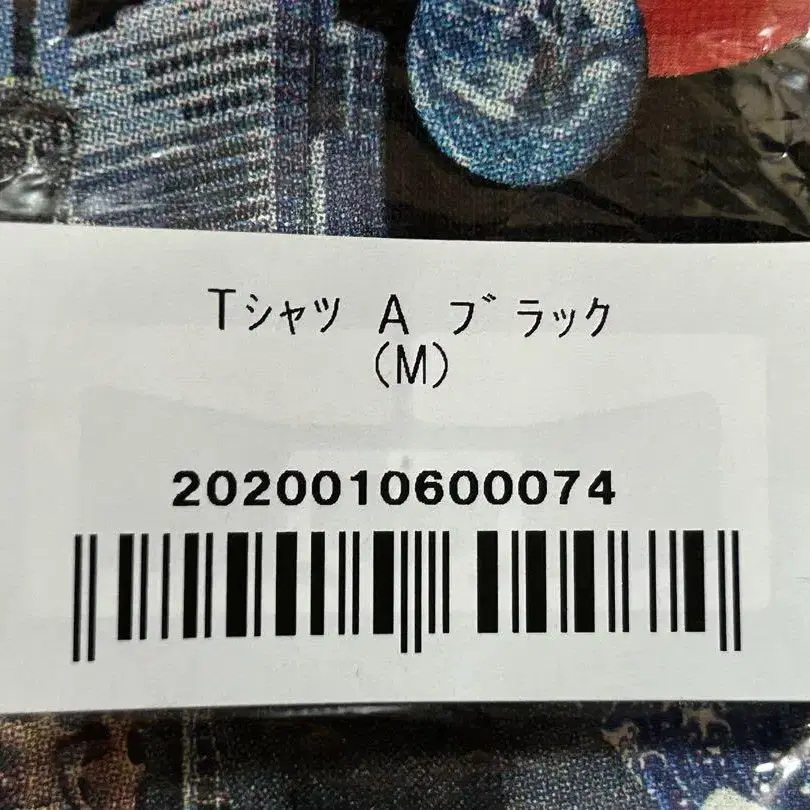 Tｼｬﾂ A ﾌﾞﾗｯｸ
(M)
2020010600074